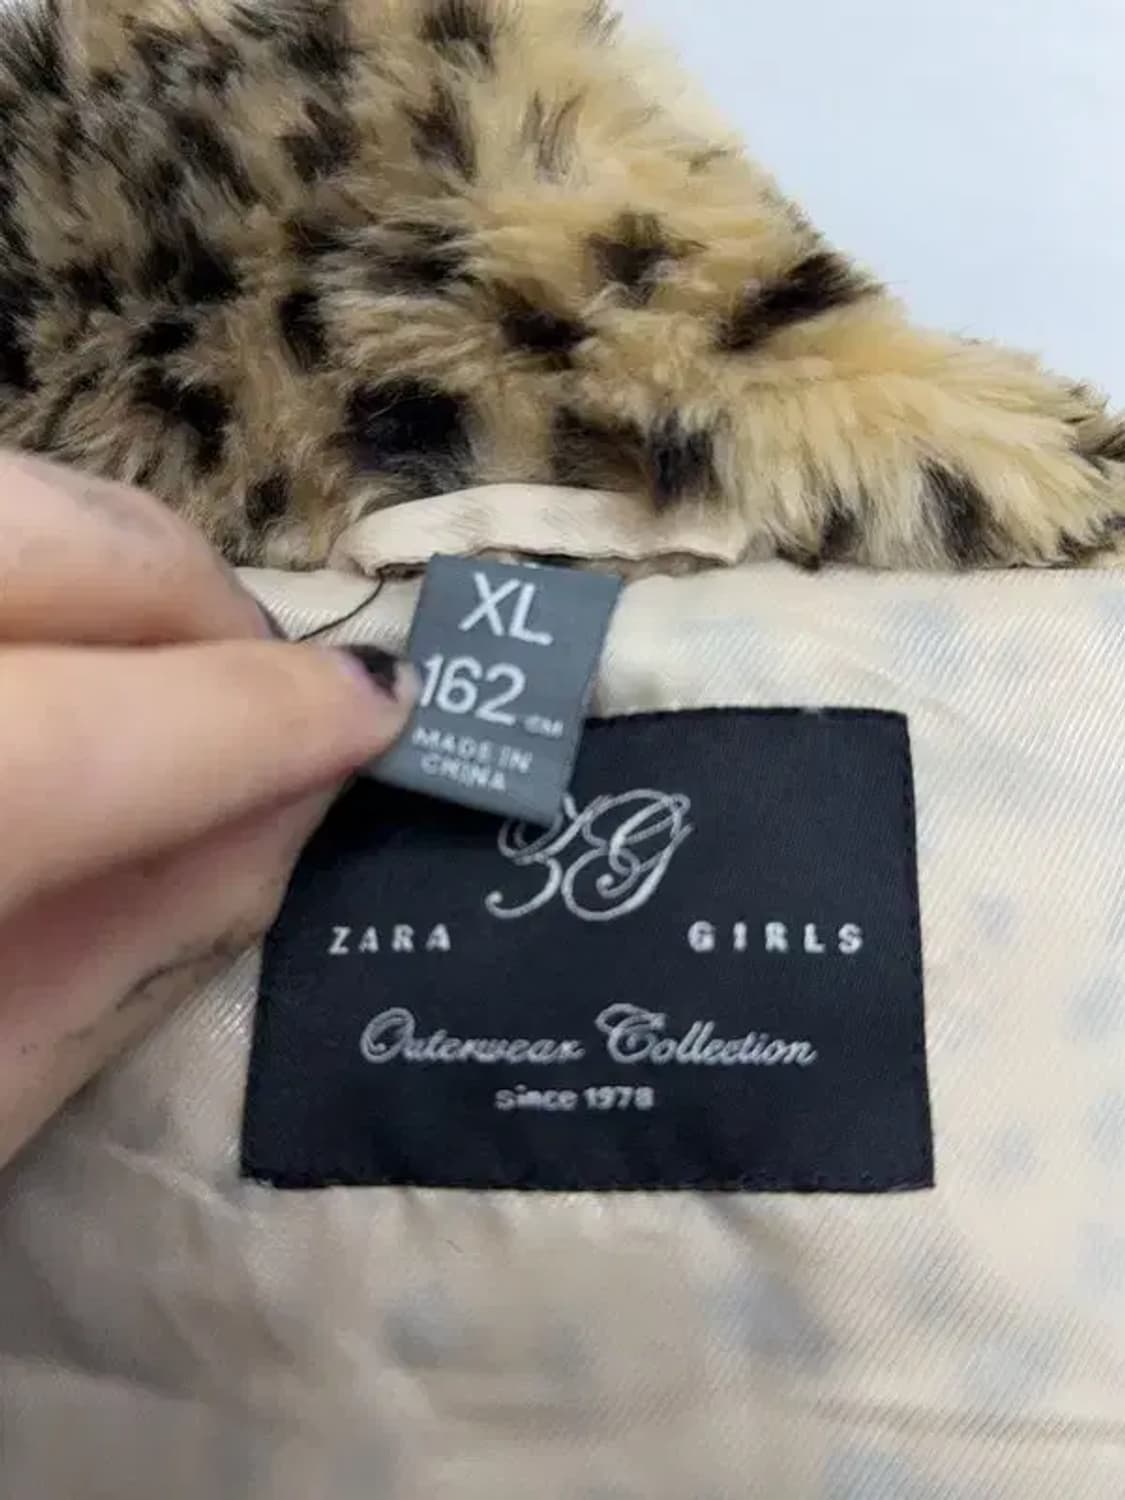 XL
162 CM
MADE IN
CHINA
ZG
ZARA GIRLS
Outerwear Collection
since 1978